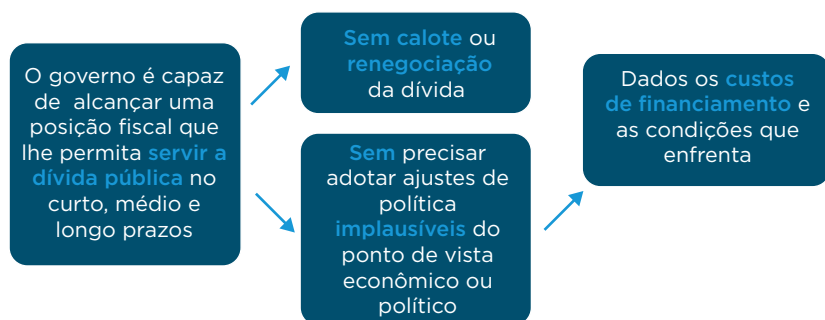 O governo é capaz
de alcançar uma
posição fiscal que
lhe permita servir a
dívida pública no
curto, médio e
longo prazos
Sem calote ou
renegociação
da dívida
Sem precisar
adotar ajustes de
política
implausíveis do
ponto de vista
econômico ou
político
Dados os custos
de financiamento e
as condições que
enfrenta